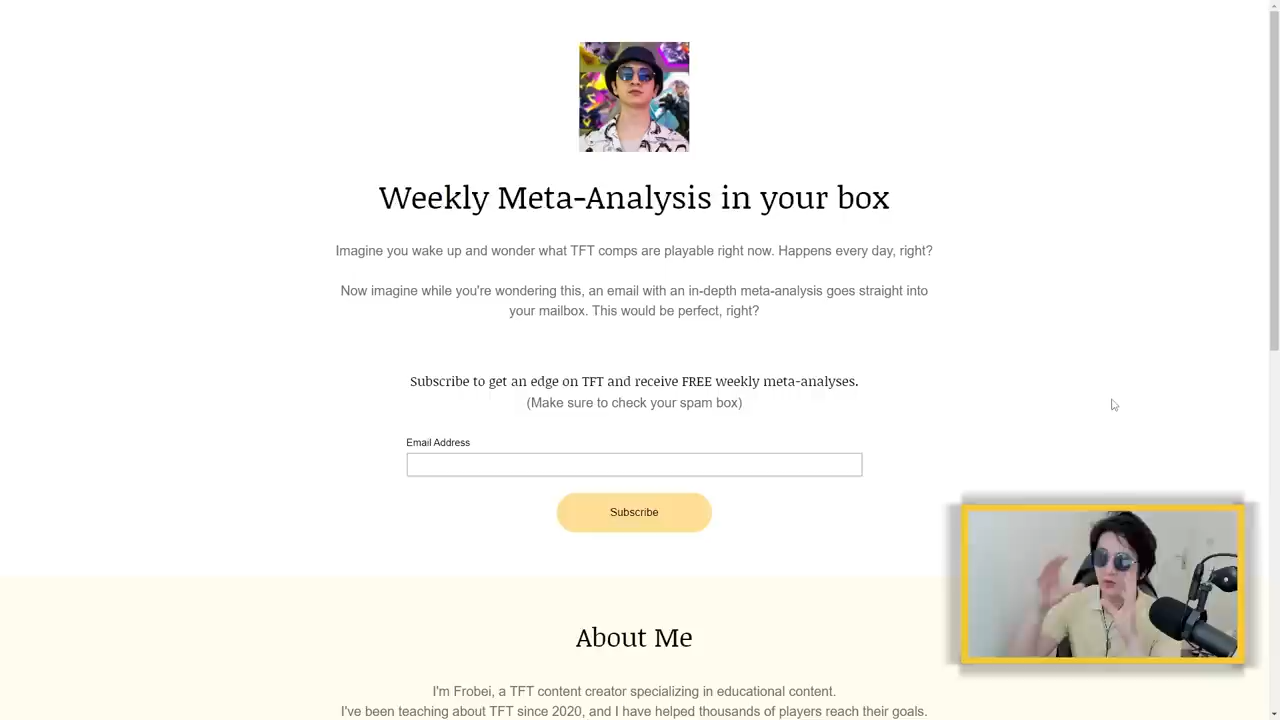 Weekly Meta-Analysis in your box
Imagine you wake up and wonder what TFT comps are playable right now. Happens every day, right?
Now imagine while you're wondering this, an email with an in-depth meta-analysis goes straight into
your mailbox. This would be perfect, right?
Subscribe to get an edge on TFT and receive FREE weekly meta-analyses.
(Make sure to check your spam box)
Email Address
Subscribe
About Me
I'm Frobei, a TFT content creator specializing in educational content.
I've been teaching about TFT since 2020, and I have helped thousands of players reach their goals.